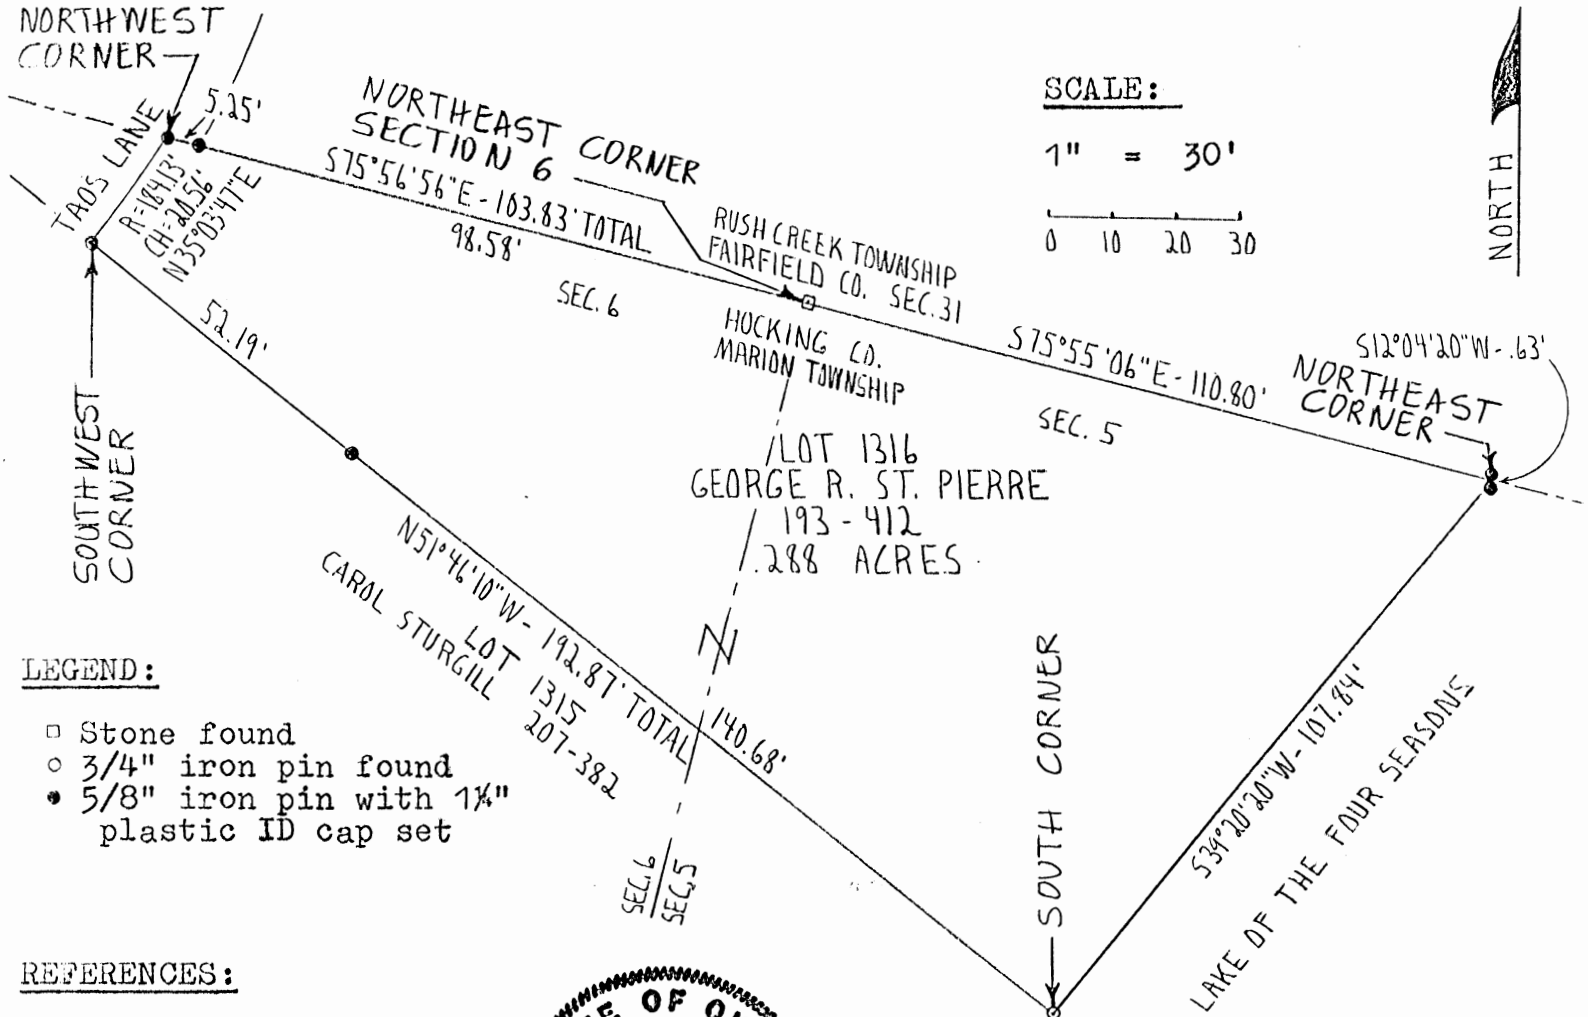 NORTHWEST
CORNER
5.25'
TAOS LANE
R=184.13'
CH=20.56'
N35°03'47"E
NORTHEAST CORNER
SECTION 6
S75°56'56"E - 103.83' TOTAL
98.58'
SEC. 6
RUSH CREEK TOWNSHIP
FAIRFIELD CO. SEC. 31
HOCKING CO.
MARION TOWNSHIP
SCALE:
1" = 30'
0 10 20 30
NORTH
S75°55'06"E - 110.80'
SEC. 5
S12°04'20"W - .63'
NORTHEAST
CORNER
52.19'
SOUTHWEST
CORNER
LOT 1316
GEORGE R. ST. PIERRE
193 - 412
.288 ACRES
N51°46'10"W - 192.87' TOTAL
140.68'
LOT 1315
CAROL STURGILL 207-382
SEC. 6
SEC. 5
SOUTH CORNER
S39°20'20"W - 107.84'
LAKE OF THE FOUR SEASONS
LEGEND:
□ Stone found
○ 3/4" iron pin found
● 5/8" iron pin with 1¼"
plastic ID cap set
REFERENCES:
OF